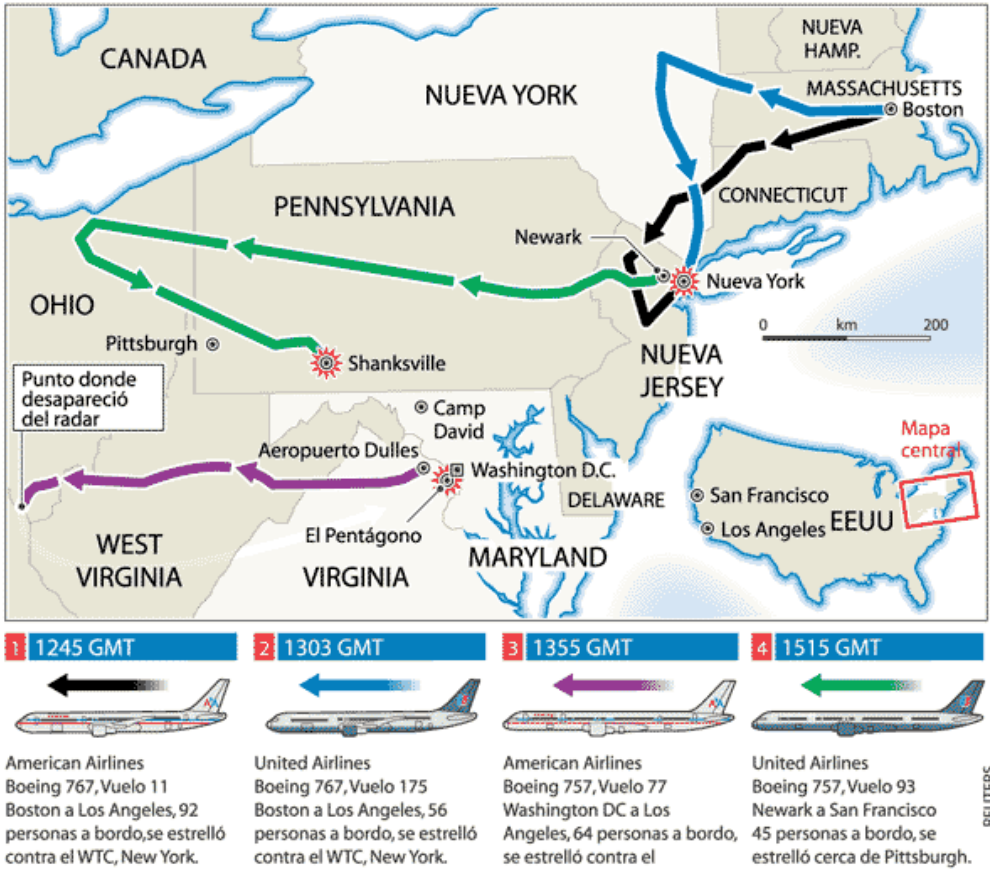 CANADA
NUEVA YORK
NUEVA
HAMP.
MASSACHUSETTS
Boston
CONNECTICUT
PENNSYLVANIA
Newark
Nueva York
OHIO
Pittsburgh
Shanksville
0 km 200
NUEVA
JERSEY
Punto donde
desapareció
del radar
Camp
David
Aeropuerto Dulles
Washington D.C.
DELAWARE
El Pentágono
MARYLAND
WEST
VIRGINIA
VIRGINIA
Mapa
central
San Francisco
EEUU
Los Angeles
1 1245 GMT
American Airlines
Boeing 767, Vuelo 11
Boston a Los Angeles, 92
personas a bordo, se estrelló
contra el WTC, New York.
2 1303 GMT
United Airlines
Boeing 767, Vuelo 175
Boston a Los Angeles, 56
personas a bordo, se estrelló
contra el WTC, New York.
3 1355 GMT
American Airlines
Boeing 757, Vuelo 77
Washington DC a Los
Angeles, 64 personas a bordo,
se estrelló contra el
4 1515 GMT
United Airlines
Boeing 757, Vuelo 93
Newark a San Francisco
45 personas a bordo, se
estrelló cerca de Pittsburgh.
REUTERS